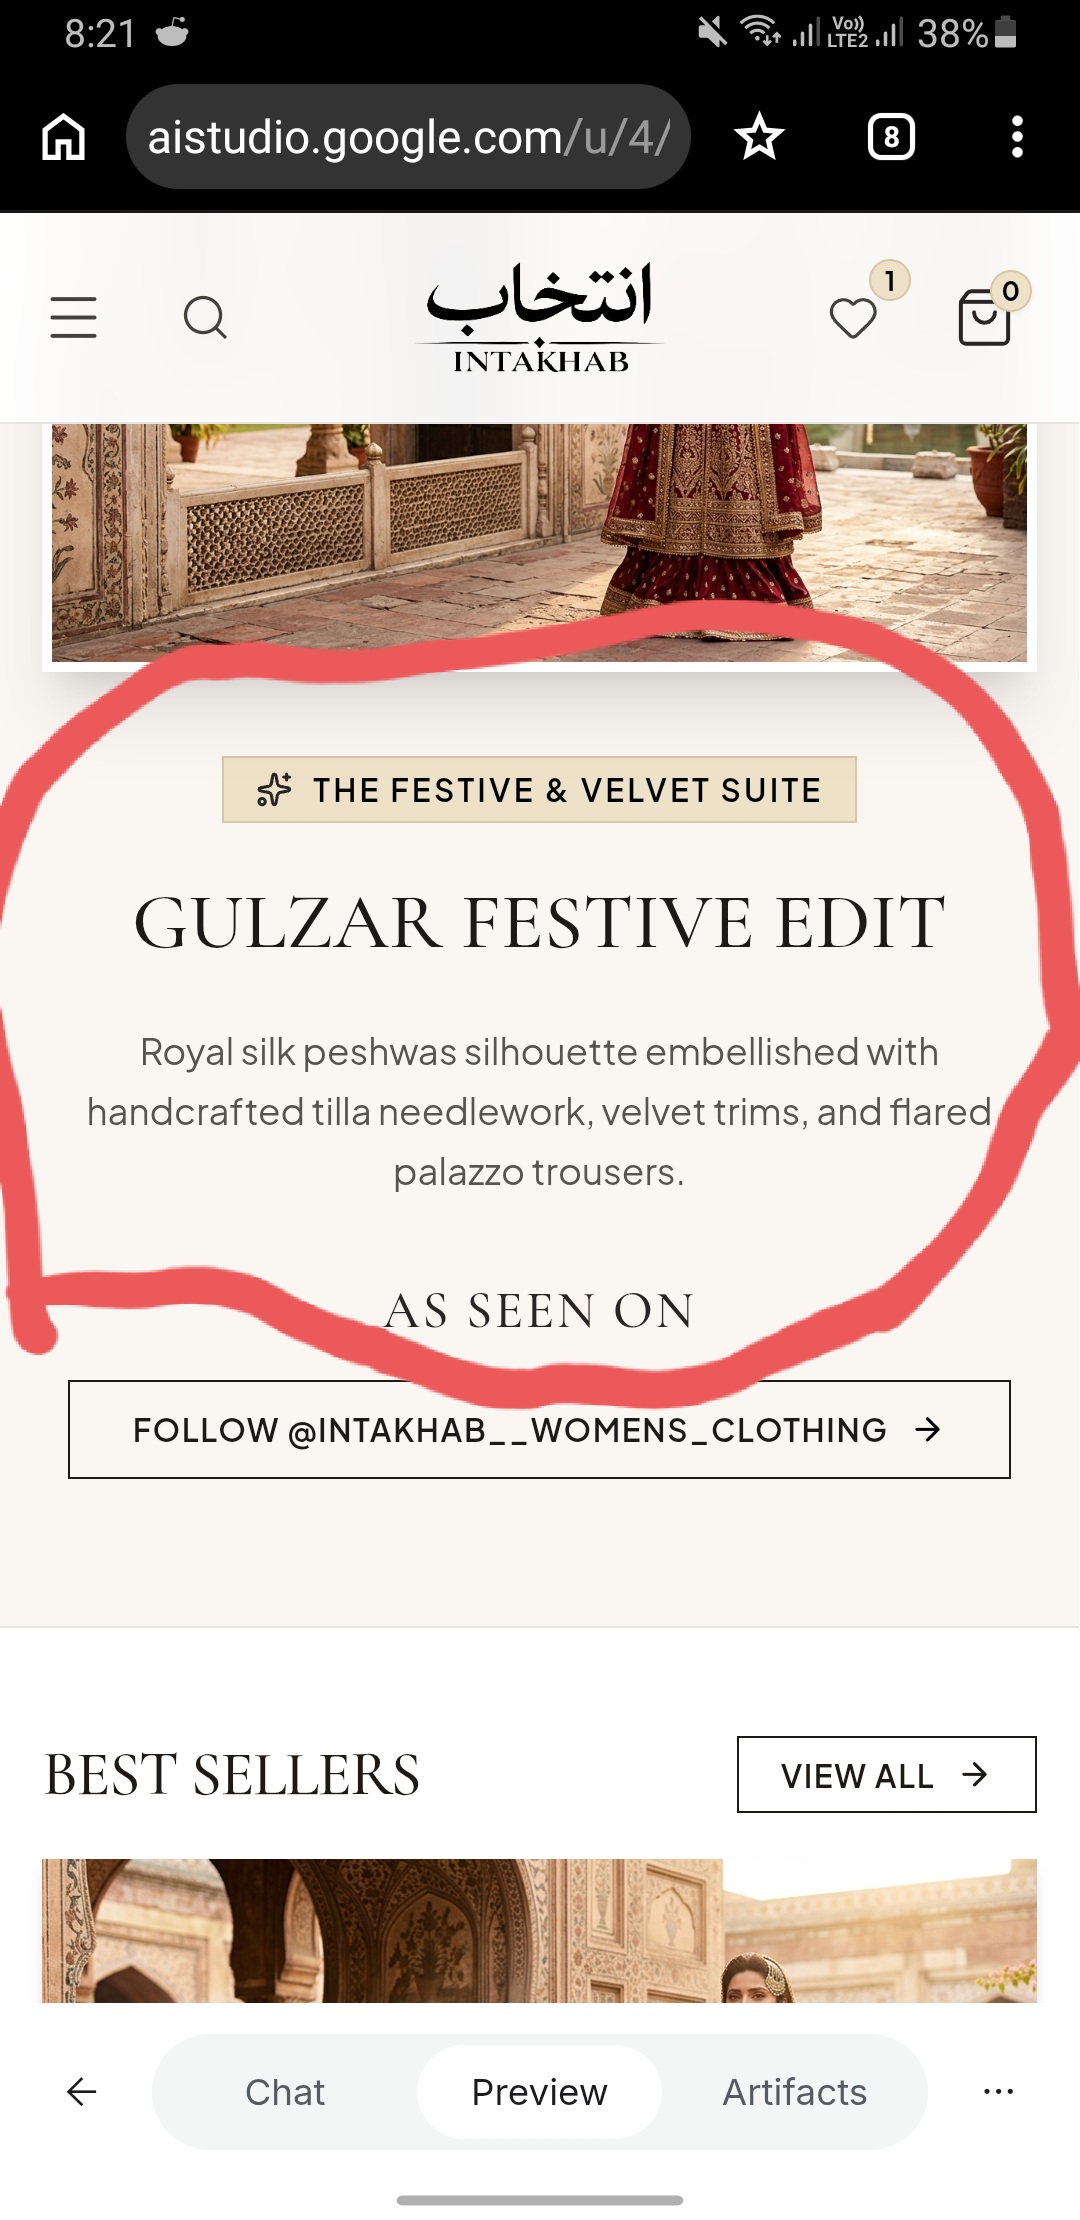 8:21
Vo))
LTE2
38%
aistudio.google.com/u/4/
8
انتخاب
INTAKHAB
1
0
THE FESTIVE & VELVET SUITE
GULZAR FESTIVE EDIT
Royal silk peshwas silhouette embellished with
handcrafted tilla needlework, velvet trims, and flared
palazzo trousers.
AS SEEN ON
FOLLOW @INTAKHAB__WOMENS_CLOTHING →
BEST SELLERS
VIEW ALL →
Chat
Preview
Artifacts